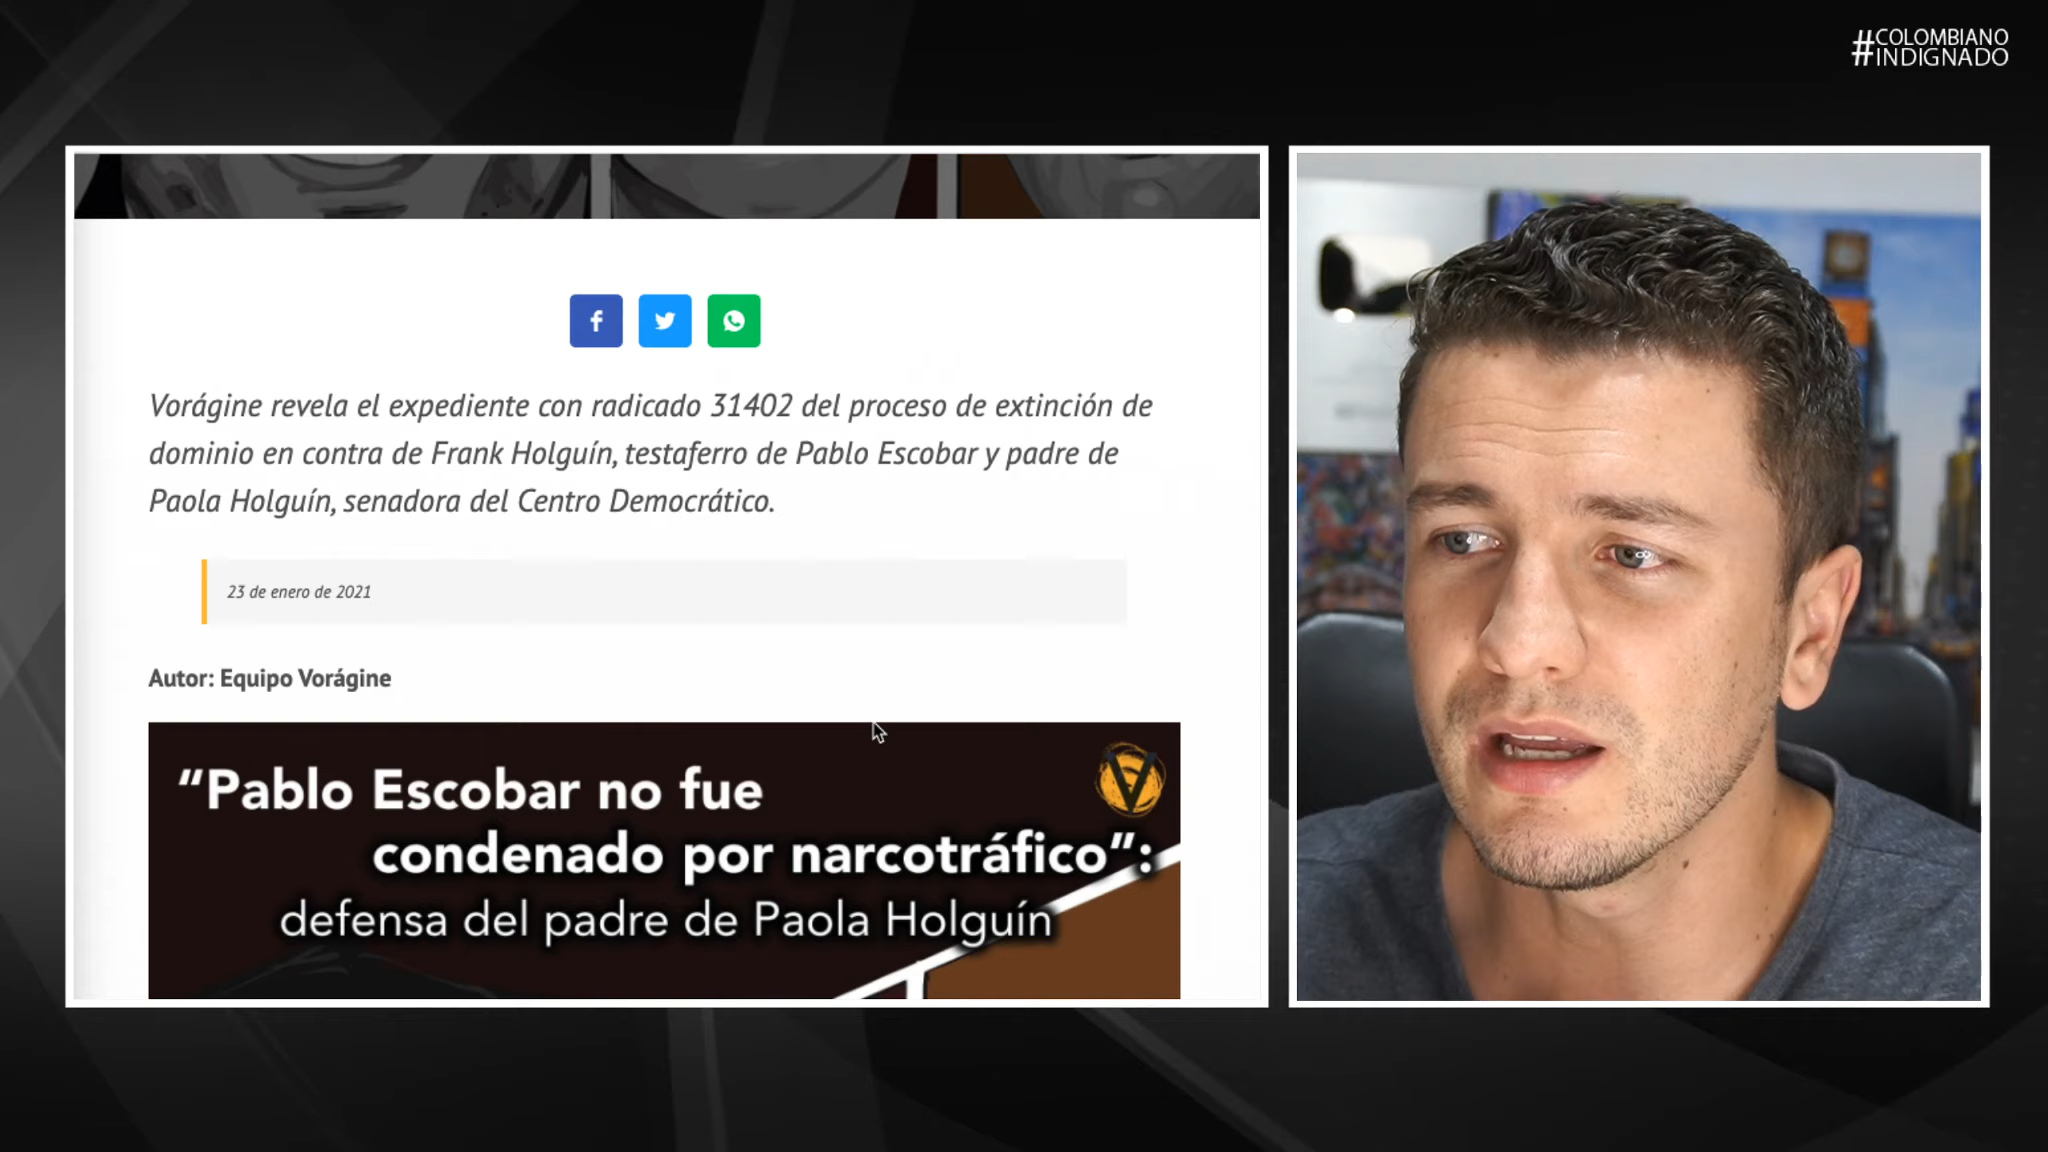 #COLOMBIANO
INDIGNADO
f
Vorágine revela el expediente con radicado 31402 del proceso de extinción de
dominio en contra de Frank Holguín, testaferro de Pablo Escobar y padre de
Paola Holguín, senadora del Centro Democrático.
23 de enero de 2021
Autor: Equipo Vorágine
V
“Pablo Escobar no fue
condenado por narcotráfico”:
defensa del padre de Paola Holguín